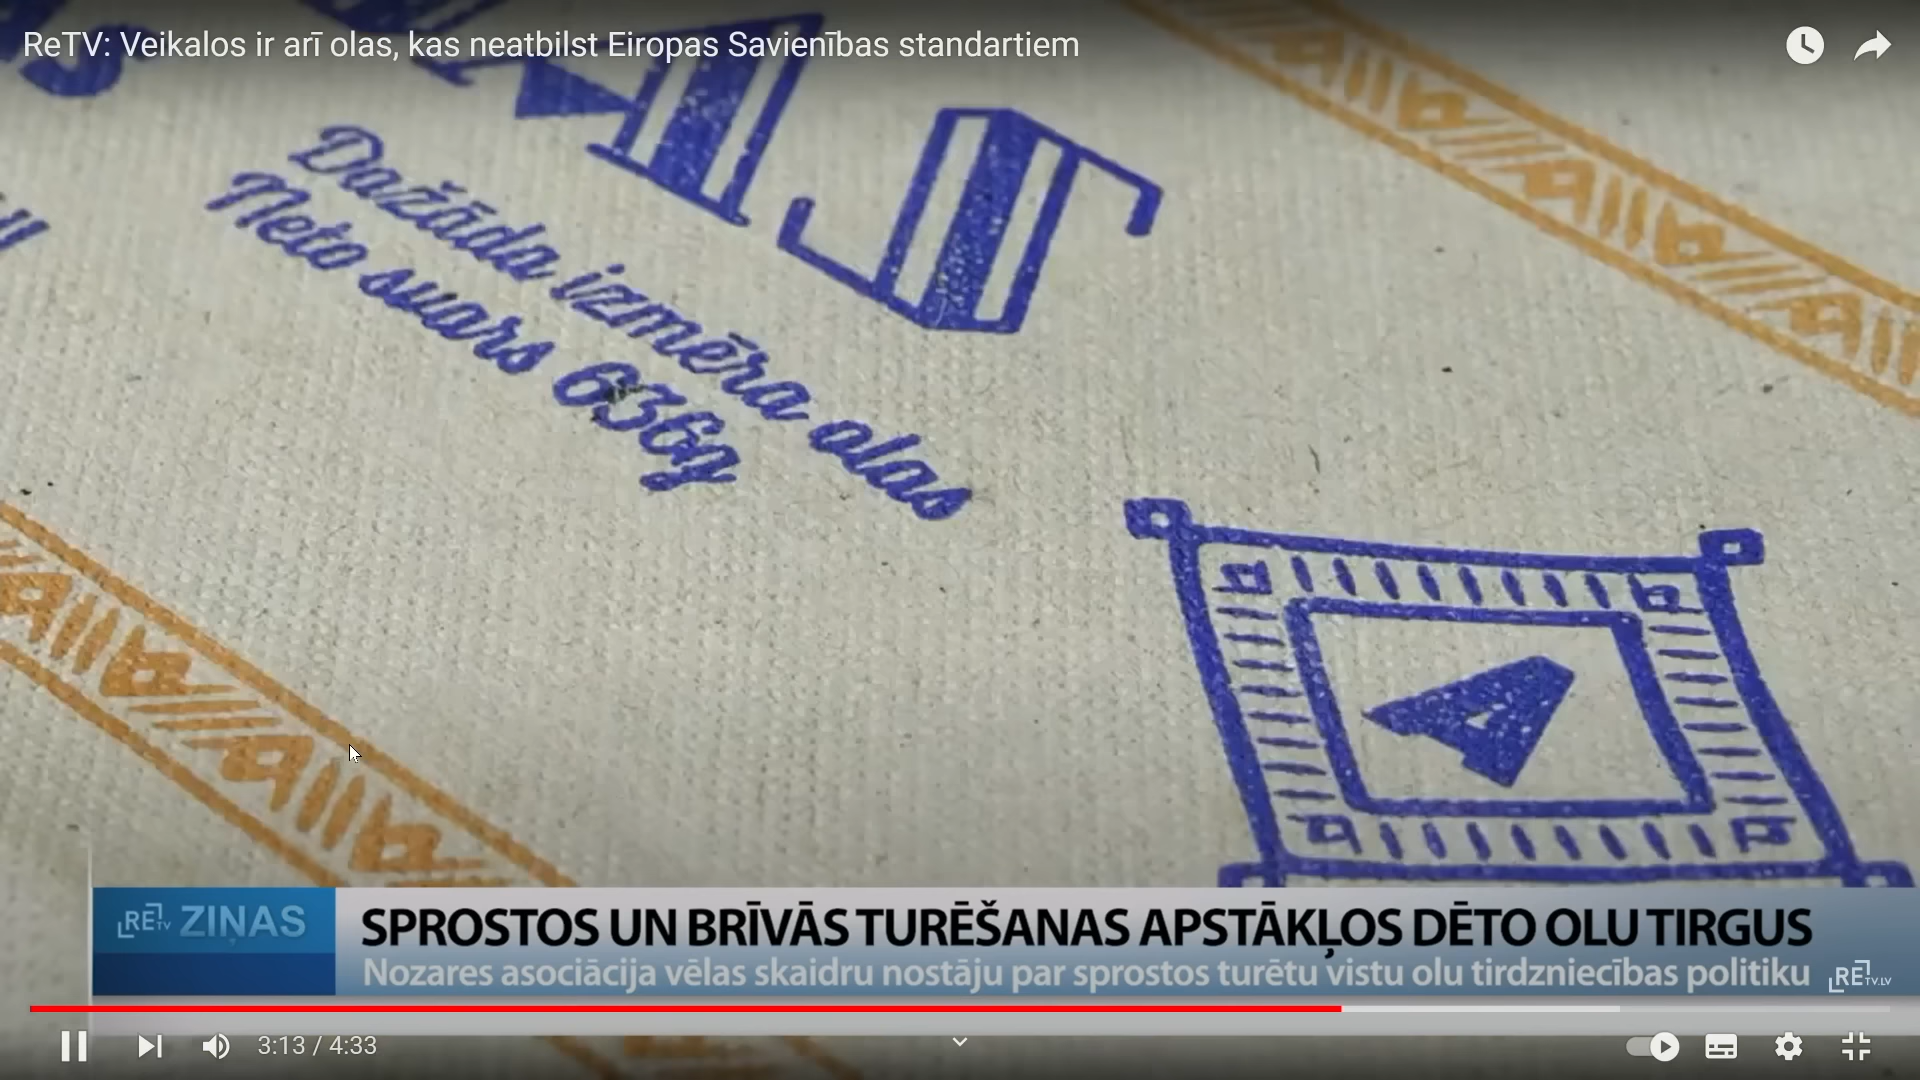 ReTV: Veikalos ir arī olas, kas neatbilst Eiropas Savienības standartiem
Dažāda izmēra olas
Neto svars 636g
RETV ZIŅAS
SPROSTOS UN BRĪVĀS TURĒŠANAS APSTĀKĻOS DĒTO OLU TIRGUS
Nozares asociācija vēlas skaidru nostāju par sprostos turētu vistu olu tirdzniecības politiku
RETV.LV
3:13 / 4:33